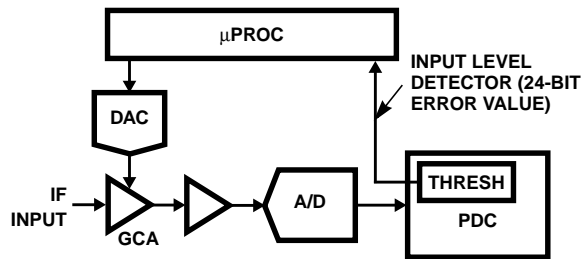 μPROC
INPUT LEVEL
DETECTOR (24-BIT
ERROR VALUE)
DAC
THRESH
IF
INPUT
GCA
A/D
PDC